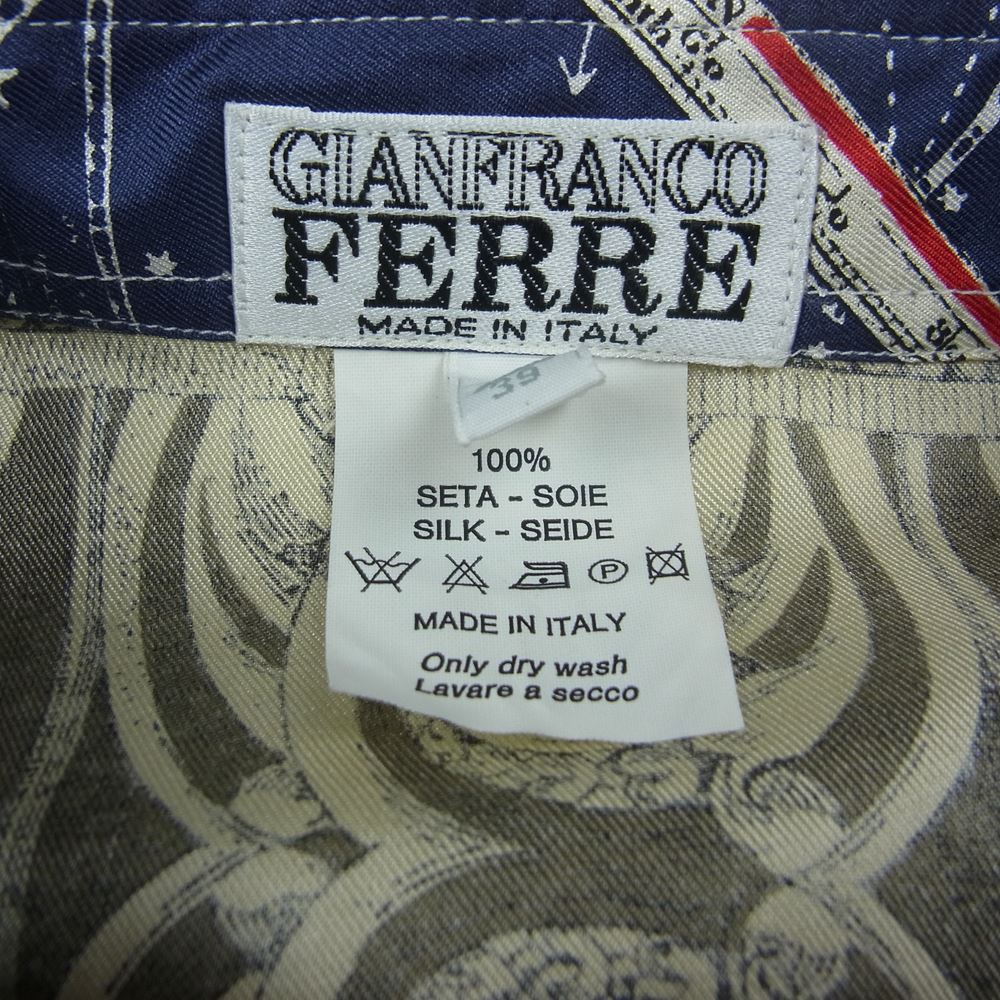 GIANFRANCO
FERRE
MADE IN ITALY
39
100%
SETA - SOIE
SILK - SEIDE
P
MADE IN ITALY
Only dry wash
Lavare a secco